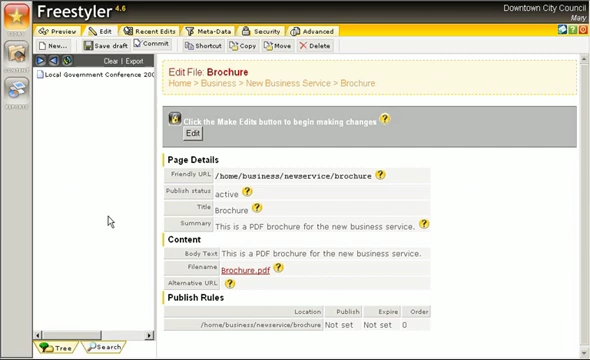 Freestyler 4.6
Downtown City Council
Mary
Preview Edit Recent Edits Meta-Data Security Advanced
New... Save draft Commit Shortcut Copy Move Delete
Clear | Export
Local Government Conference 200
Edit File: Brochure
Home > Business > New Business Service > Brochure
Click the Make Edits button to begin making changes
Edit
Page Details
Friendly URL /home/business/newservice/brochure
Publish status active
Title Brochure
Summary This is a PDF brochure for the new business service.
Content
Body Text This is a PDF brochure for the new business service.
Filename Brochure.pdf
Alternative URL
Publish Rules
Location Publish Expire Order
/home/business/newservice/brochure Not set Not set 0
Tree Search